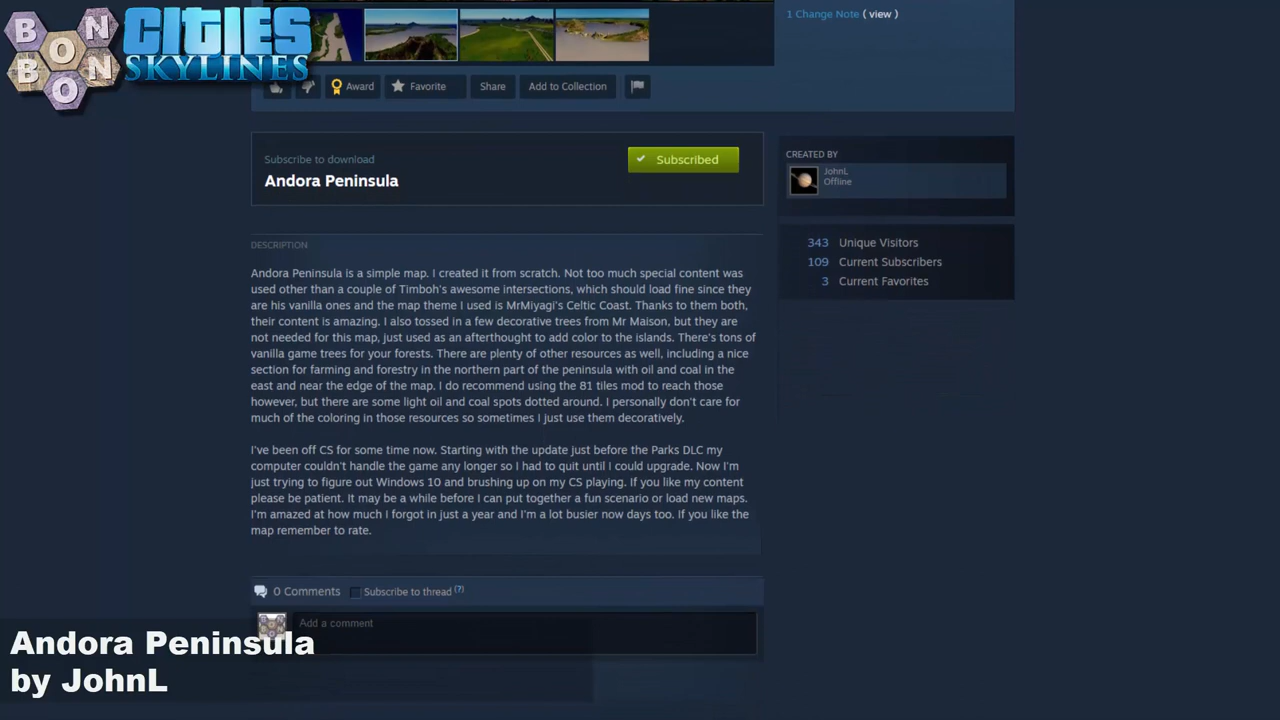 BON BON
CITIES
SKYLINES
1 Change Note ( view )
Award
Favorite
Share
Add to Collection
Subscribe to download
Andora Peninsula
Subscribed
CREATED BY
JohnL
Offline
343 Unique Visitors
109 Current Subscribers
3 Current Favorites
DESCRIPTION
Andora Peninsula is a simple map. I created it from scratch. Not too much special content was
used other than a couple of Timboh's awesome intersections, which should load fine since they
are his vanilla ones and the map theme I used is MrMiyagi's Celtic Coast. Thanks to them both,
their content is amazing. I also tossed in a few decorative trees from Mr Maison, but they are
not needed for this map, just used as an afterthought to add color to the islands. There's tons of
vanilla game trees for your forests. There are plenty of other resources as well, including a nice
section for farming and forestry in the northern part of the peninsula with oil and coal in the
east and near the edge of the map. I do recommend using the 81 tiles mod to reach those
however, but there are some light oil and coal spots dotted around. I personally don't care for
much of the coloring in those resources so sometimes I just use them decoratively.
I've been off CS for some time now. Starting with the update just before the Parks DLC my
computer couldn't handle the game any longer so I had to quit until I could upgrade. Now I'm
just trying to figure out Windows 10 and brushing up on my CS playing. If you like my content
please be patient. It may be a while before I can put together a fun scenario or load new maps.
I'm amazed at how much I forgot in just a year and I'm a lot busier now days too. If you like the
map remember to rate.
0 Comments
Subscribe to thread (?)
Add a comment
Andora Peninsula
by JohnL